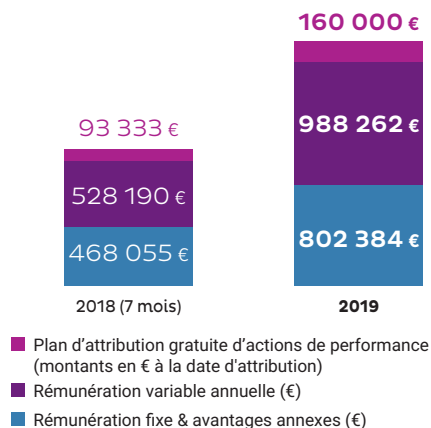 160 000 €
93 333 €
988 262 €
528 190 €
802 384 €
468 055 €
2018 (7 mois)
2019
Plan d’attribution gratuite d’actions de performance
(montants en € à la date d'attribution)
Rémunération variable annuelle (€)
Rémunération fixe & avantages annexes (€)